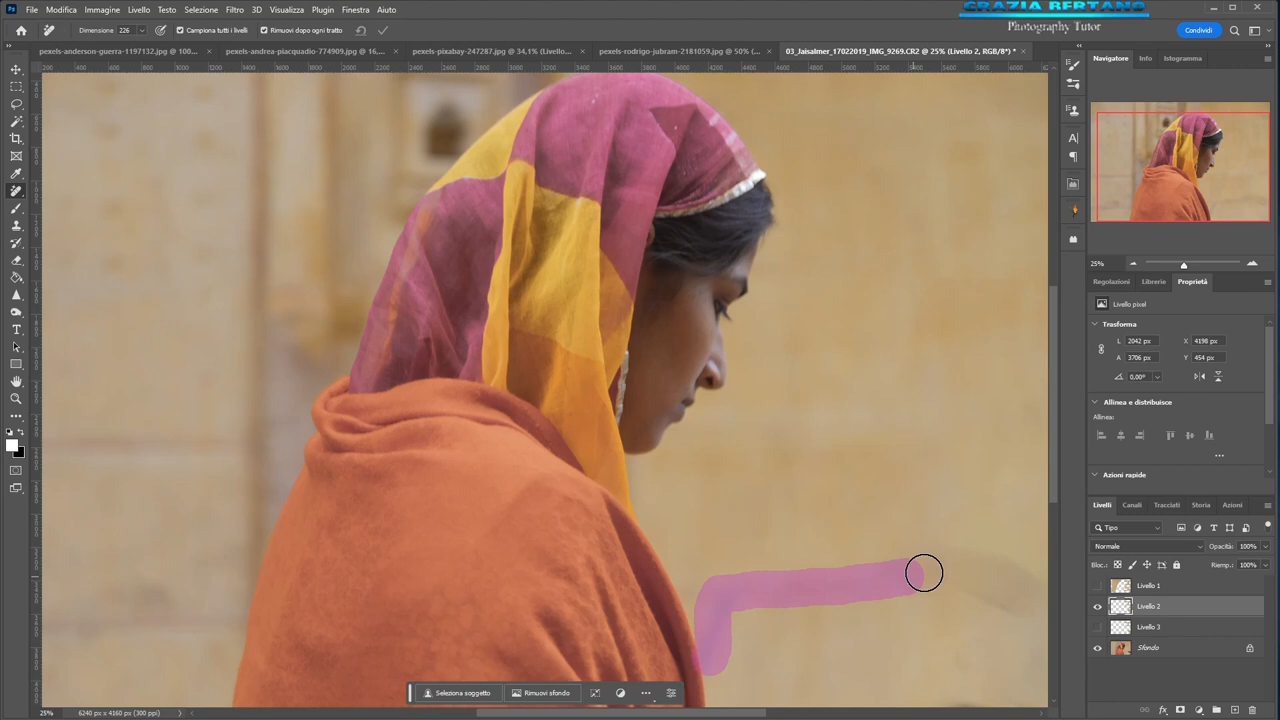 GRAZIA BERTANO
Photography Tutor
File Modifica Immagine Livello Testo Selezione Filtro 3D Visualizza Plugin Finestra Aiuto
Dimensione: 226 Campiona tutti i livelli Rimuovi dopo ogni tratto Condividi
pexels-anderson-guerra-1197132.jpg @ 100... × pexels-andrea-piacquadio-774909.jpg @ 16,... × pexels-pixabay-247287.jpg @ 34,1% (Livello... × pexels-rodrigo-jubram-2181059.jpg @ 50% (... × 03_Jaisalmer_17022019_IMG_9269.CR2 @ 25% (Livello 2, RGB/8*) * ×
Navigatore Info Istogramma
25%
Regolazioni Librerie Proprietà
Livello pixel
Trasforma
L 2042 px X 4198 px
A 3706 px Y 454 px
0,00°
Allinea e distribuisce
Allinea:
Azioni rapide
Livelli Canali Tracciati Storia Azioni
Tipo
Normale Opacità: 100%
Bloc.: Riemp.: 100%
Livello 1
Livello 2
Livello 3
Sfondo
Seleziona soggetto Rimuovi sfondo
25% 6240 px x 4160 px (300 ppi)